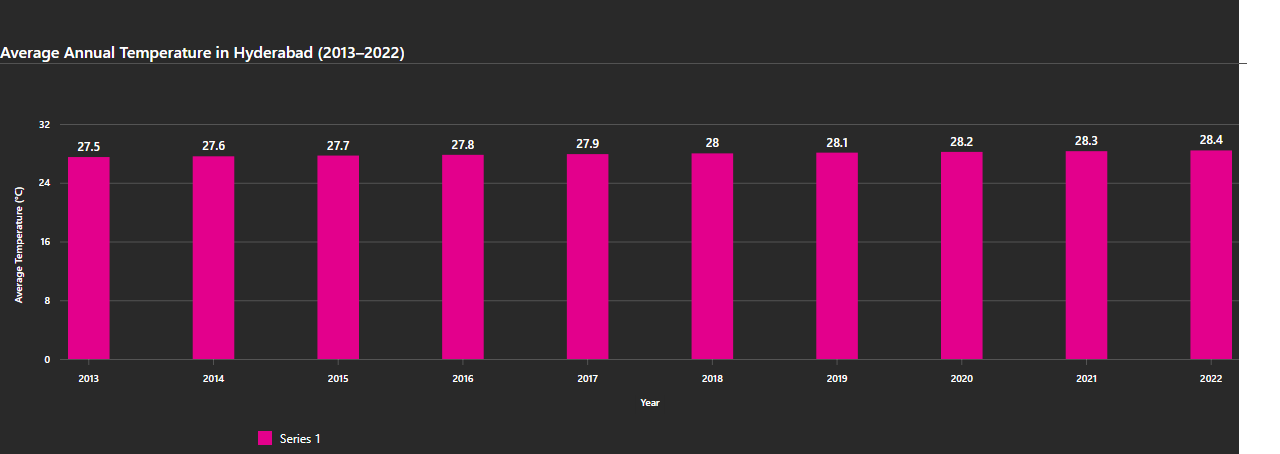 Average Annual Temperature in Hyderabad (2013–2022)
32
24
16
8
0
Average Temperature (°C)
27.5 27.6 27.7 27.8 27.9 28 28.1 28.2 28.3 28.4
2013 2014 2015 2016 2017 2018 2019 2020 2021 2022
Year
Series 1